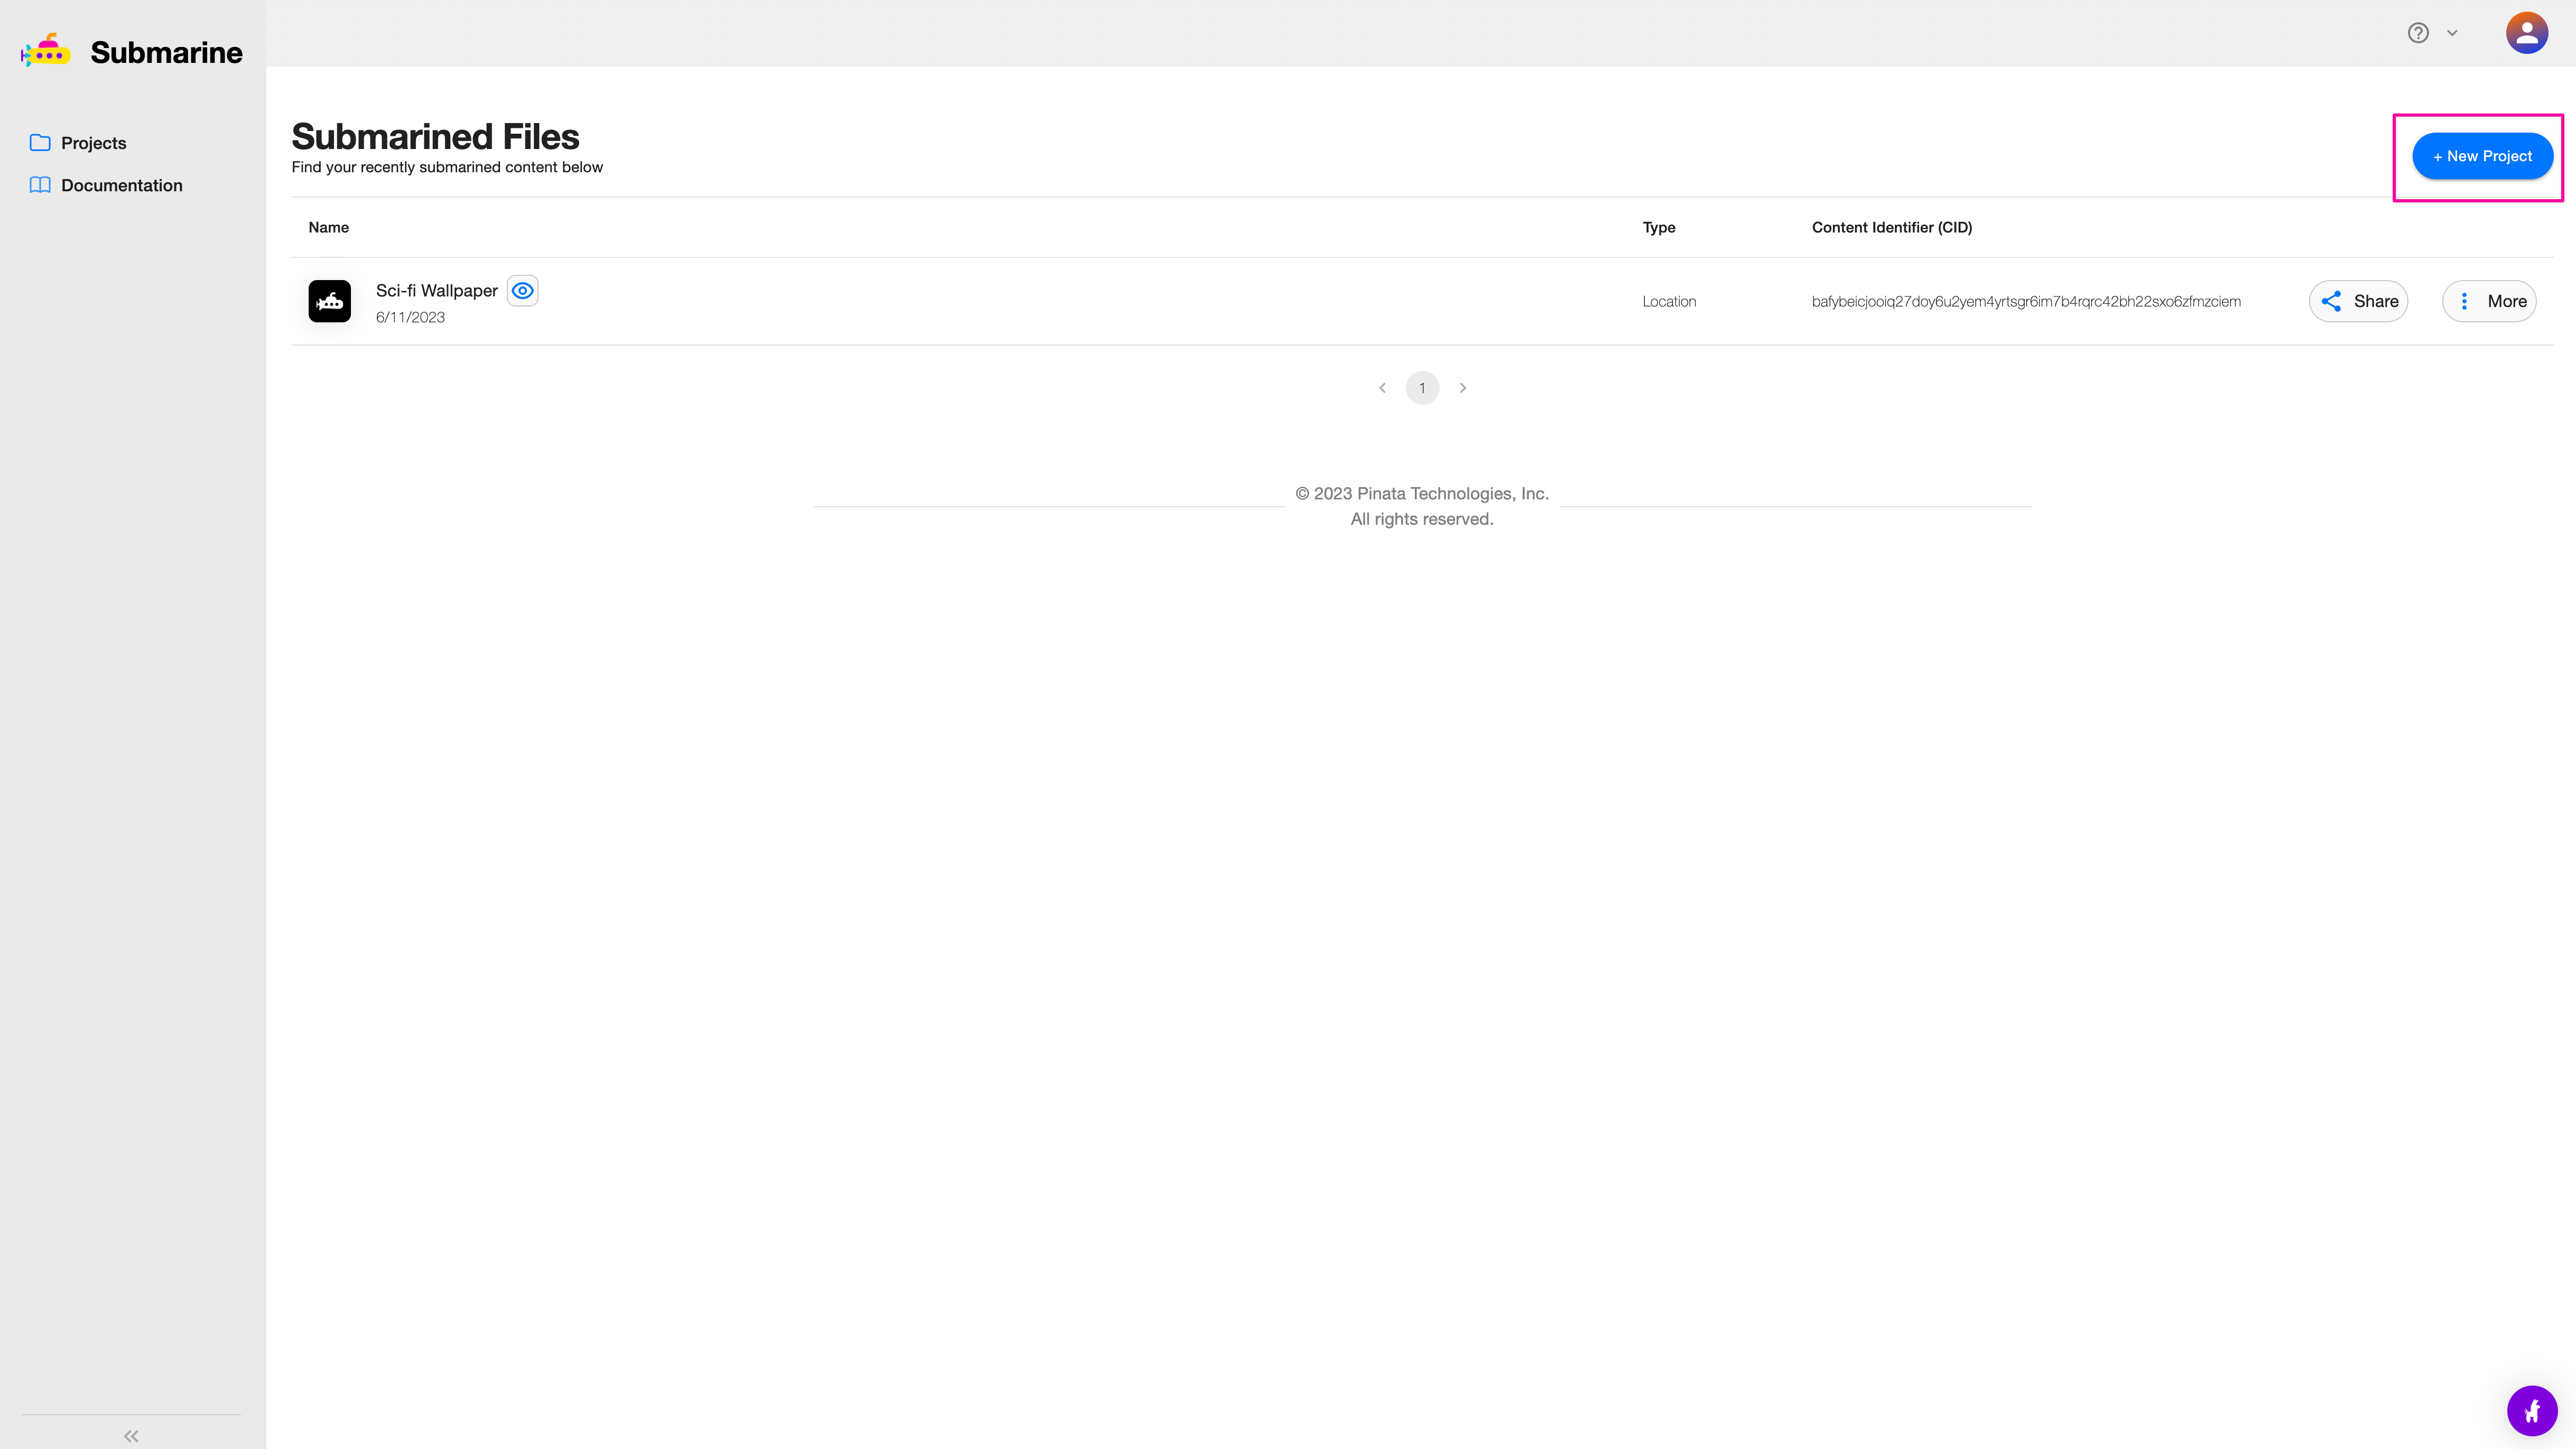 Submarine
Projects
Documentation
Submarined Files
Find your recently submarined content below
+ New Project
Name Type Content Identifier (CID)
Sci-fi Wallpaper
6/11/2023
Location bafybeicjooiq27doy6u2yem4yrtsgr6im7b4rqrc42bh22sxo6zfmzciem Share More
1
© 2023 Pinata Technologies, Inc.
All rights reserved.